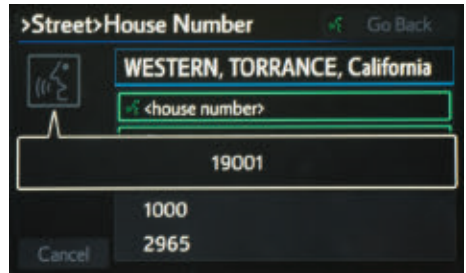 >Street>House Number
Go Back
WESTERN, TORRANCE, California
<house number>
19001
1000
2965
Cancel